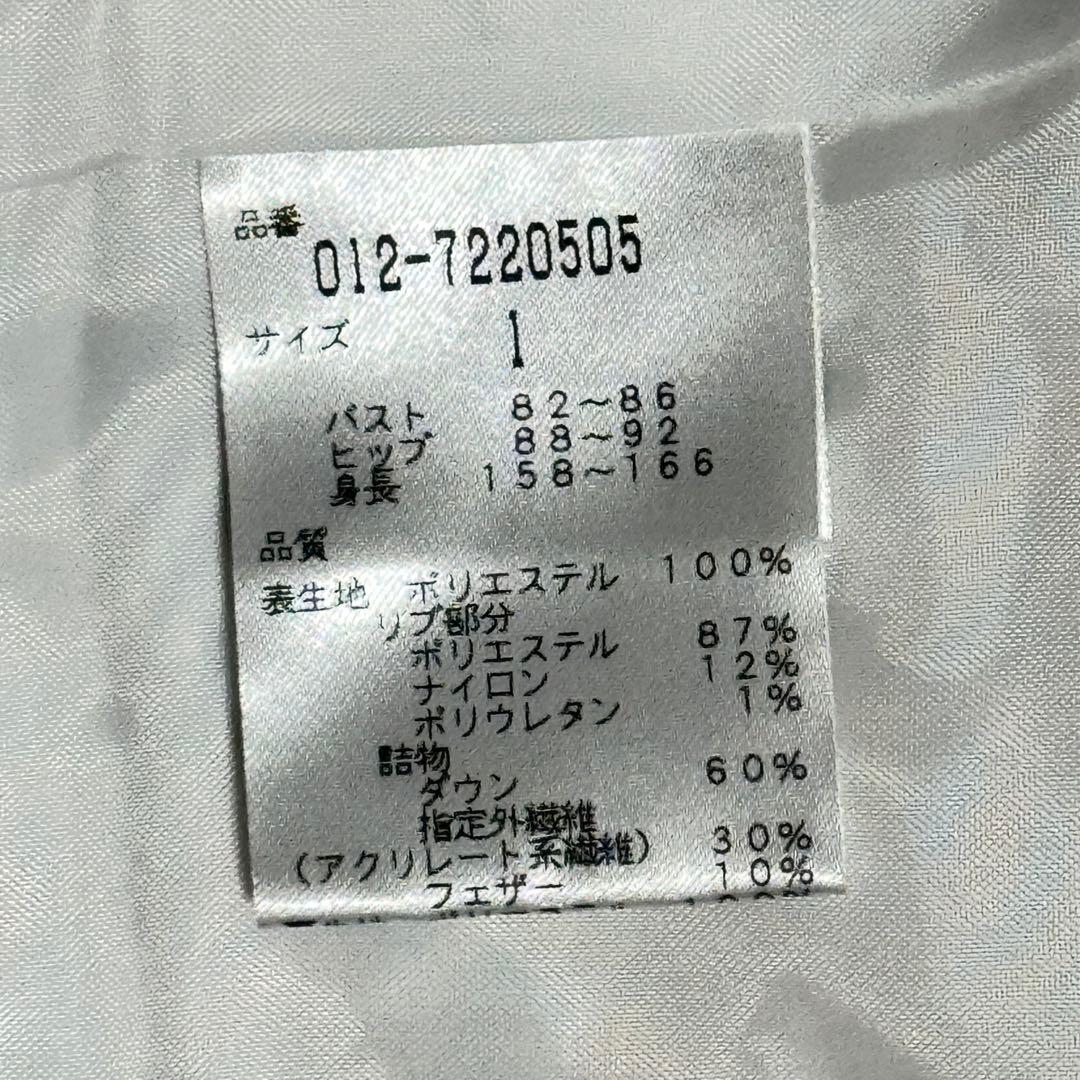 品番
012-7220505
サイズ 1
バスト 82～86
ヒップ 88～92
身長 158～166
品質
表生地 ポリエステル 100%
リブ部分
ポリエステル 87%
ナイロン 12%
ポリウレタン 1%
詰物
ダウン 60%
指定外繊維
(アクリレート系繊維) 30%
フェザー 10%